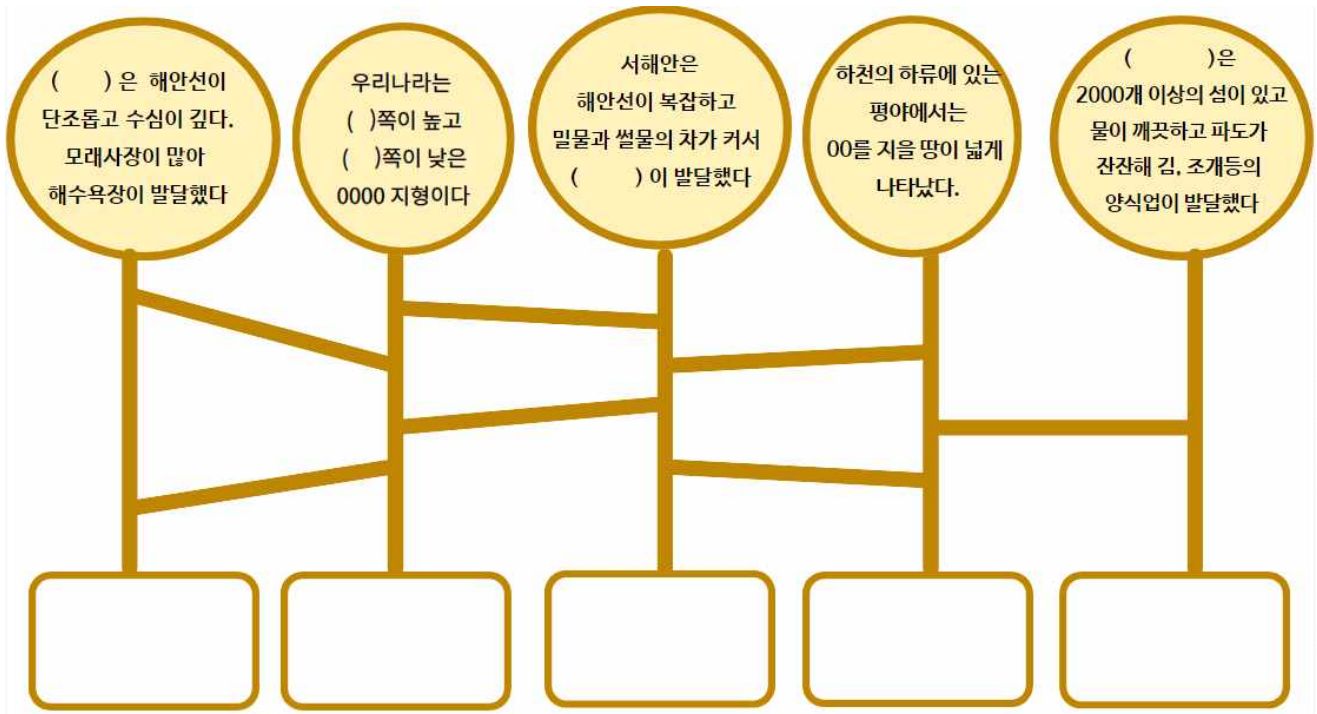 (        ) 은 해안선이
단조롭고 수심이 깊다.
모래사장이 많아
해수욕장이 발달했다
우리나라는
(   )쪽이 높고
(   )쪽이 낮은
0000 지형이다
서해안은
해안선이 복잡하고
밀물과 썰물의 차가 커서
(          ) 이 발달했다
하천의 하류에 있는
평야에서는
00를 지을 땅이 넓게
나타났다.
(             )은
2000개 이상의 섬이 있고
물이 깨끗하고 파도가
잔잔해 김, 조개등의
양식업이 발달했다